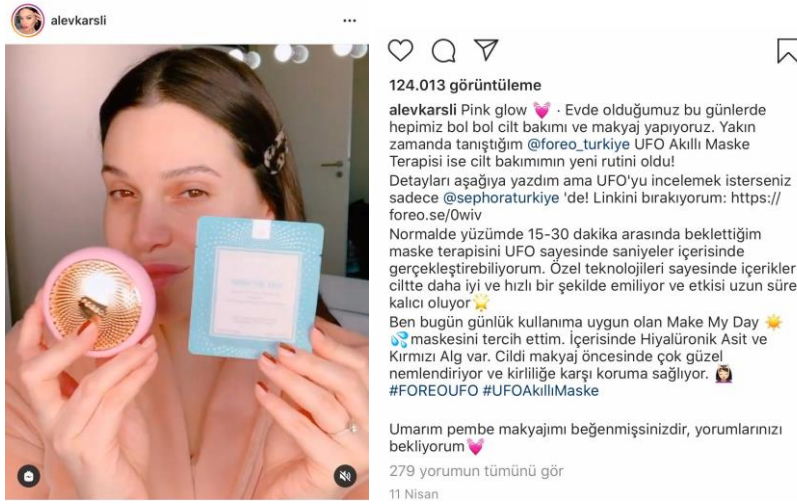 alevkarsli
124.013 görüntüleme
alevkarsli Pink glow 💓 · Evde olduğumuz bu günlerde
hepimiz bol bol cilt bakımı ve makyaj yapıyoruz. Yakın
zamanda tanıştığım @foreo_turkiye UFO Akıllı Maske
Terapisi ise cilt bakımımın yeni rutini oldu!
Detayları aşağıya yazdım ama UFO'yu incelemek isterseniz
sadece @sephoraturkiye 'de! Linkini bırakıyorum: https://
foreo.se/0wiv
Normalde yüzümde 15-30 dakika arasında beklettiğim
maske terapisini UFO sayesinde saniyeler içerisinde
gerçekleştirebiliyorum. Özel teknolojileri sayesinde içerikler
ciltte daha iyi ve hızlı bir şekilde emiliyor ve etkisi uzun süre
kalıcı oluyor🌟
Ben bugün günlük kullanıma uygun olan Make My Day ☀️
💦maskesini tercih ettim. İçerisinde Hiyalüronik Asit ve
Kırmızı Alg var. Cildi makyaj öncesinde çok güzel
nemlendiriyor ve kirliliğe karşı koruma sağlıyor. 💆🏻‍♀️
#FOREOUFO #UFOAkıllıMaske
Umarım pembe makyajımı beğenmişsinizdir, yorumlarınızı
bekliyorum💓
279 yorumun tümünü gör
11 Nisan